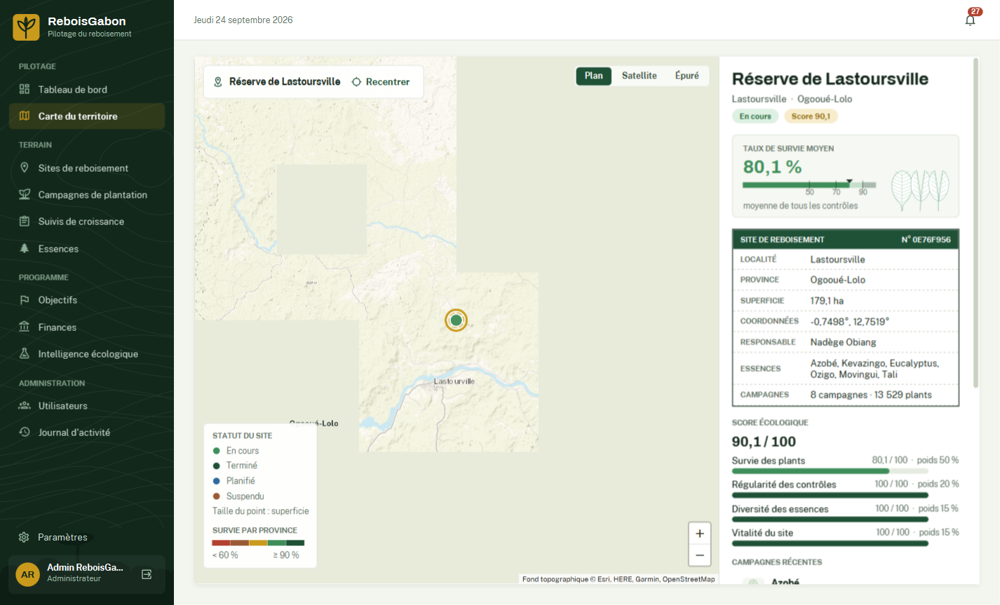 ReboisGabon
Pilotage du reboisement
PILOTAGE
Tableau de bord
Carte du territoire
TERRAIN
Sites de reboisement
Campagnes de plantation
Suivis de croissance
Essences
PROGRAMME
Objectifs
Finances
Intelligence écologique
ADMINISTRATION
Utilisateurs
Journal d'activité
Paramètres
AR
Admin ReboisGa...
Administrateur
Jeudi 24 septembre 2026
27
Réserve de Lastoursville
Recentrer
Plan
Satellite
Épuré
Lastourville
Ogooué-Lolo
STATUT DU SITE
En cours
Terminé
Planifié
Suspendu
Taille du point : superficie
SURVIE PAR PROVINCE
< 60 %
≥ 90 %
+
−
Fond topographique © Esri, HERE, Garmin, OpenStreetMap
Réserve de Lastoursville
Lastoursville · Ogooué-Lolo
En cours
Score 90,1
TAUX DE SURVIE MOYEN
80,1 %
50
70
90
moyenne de tous les contrôles
SITE DE REBOISEMENT N° 0E76F956
LOCALITÉ Lastoursville
PROVINCE Ogooué-Lolo
SUPERFICIE 179,1 ha
COORDONNÉES -0,7498°, 12,7519°
RESPONSABLE Nadège Obiang
ESSENCES Azobé, Kevazingo, Eucalyptus,
Ozigo, Movingui, Tali
CAMPAGNES 8 campagnes · 13 529 plants
SCORE ÉCOLOGIQUE
90,1 / 100
Survie des plants 80,1 / 100 · poids 50 %
Régularité des contrôles 100 / 100 · poids 20 %
Diversité des essences 100 / 100 · poids 15 %
Vitalité du site 100 / 100 · poids 15 %
CAMPAGNES RÉCENTES
Azobé